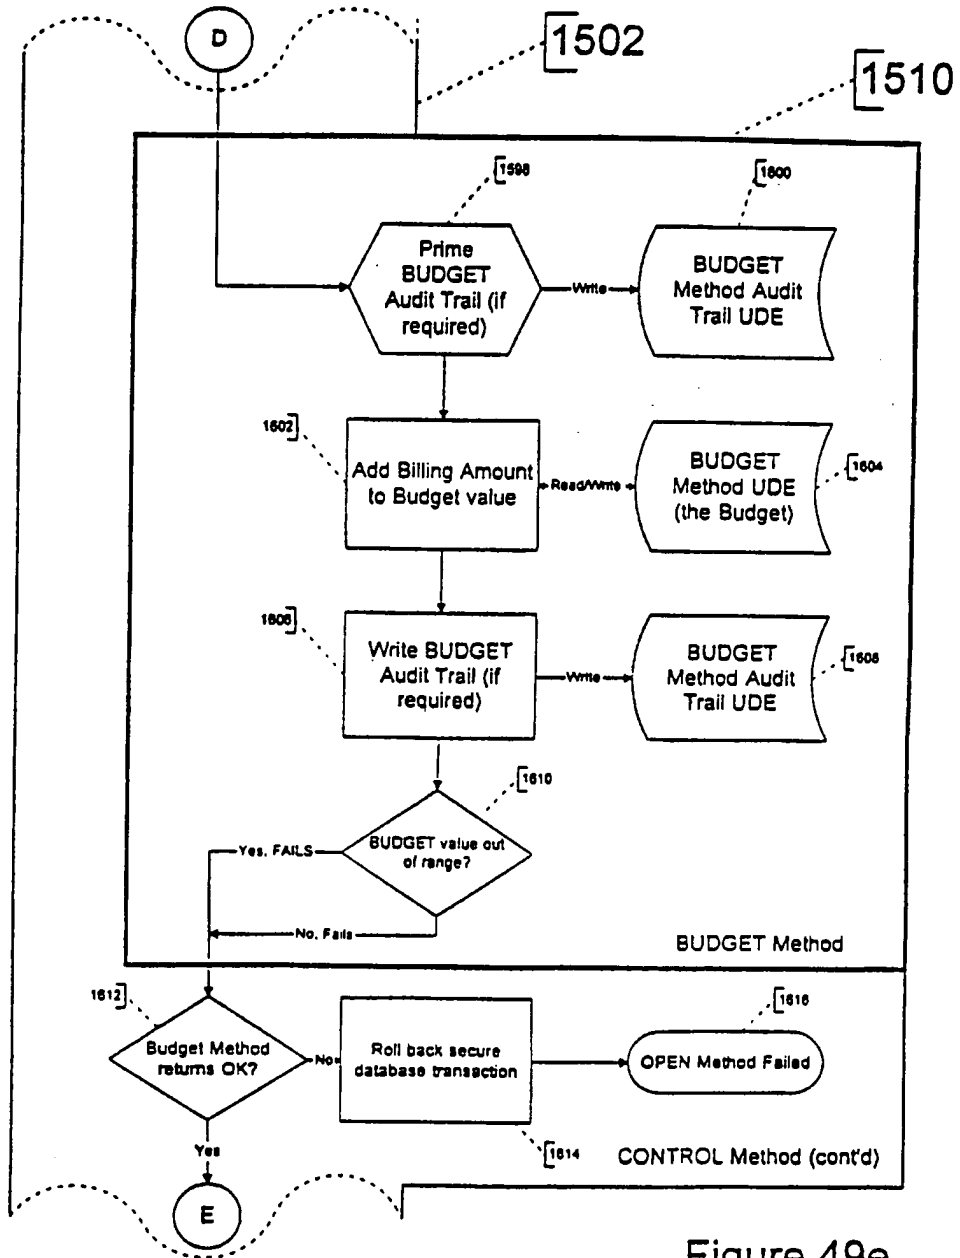 D
1502
1510
1598
1600
Prime
BUDGET
Audit Trail (if
required)
Write
BUDGET
Method Audit
Trail UDE
1602
Add Billing Amount
to Budget value
Read/Write
BUDGET
Method UDE
(the Budget)
1604
1606
Write BUDGET
Audit Trail (if
required)
Write
BUDGET
Method Audit
Trail UDE
1608
1610
BUDGET value out
of range?
Yes, FAILS
No, Fails
BUDGET Method
1612
Budget Method
returns OK?
No
Roll back secure
database transaction
1616
OPEN Method Failed
1614
Yes
CONTROL Method (cont'd)
E
Figure 49e